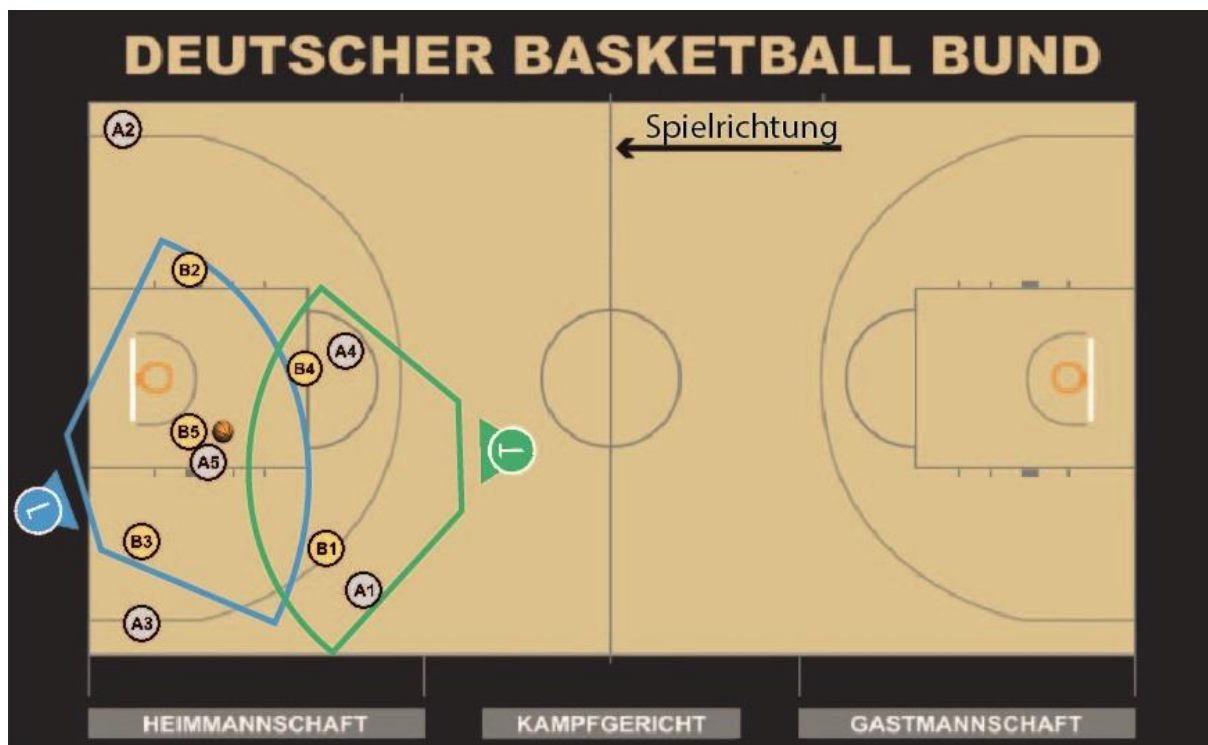 DEUTSCHER BASKETBALL BUND
Spielrichtung
A2
B2
A4
B4
B5
A5
T
L
B3
B1
A1
A3
HEIMMANNSCHAFT KAMPFGERICHT GASTMANNSCHAFT